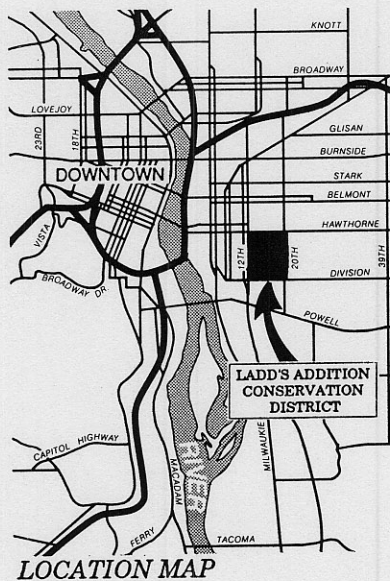 KNOTT
BROADWAY
LOVEJOY
GLISAN
23RD
18TH
BURNSIDE
STARK
DOWNTOWN
BELMONT
HAWTHORNE
VISTA
12TH
20TH
39TH
BROADWAY DR.
DIVISION
POWELL
LADD'S ADDITION
CONSERVATION
DISTRICT
MILWAUKIE
CAPITOL HIGHWAY
RIVER
MACADAM
FERRY
TACOMA
LOCATION MAP